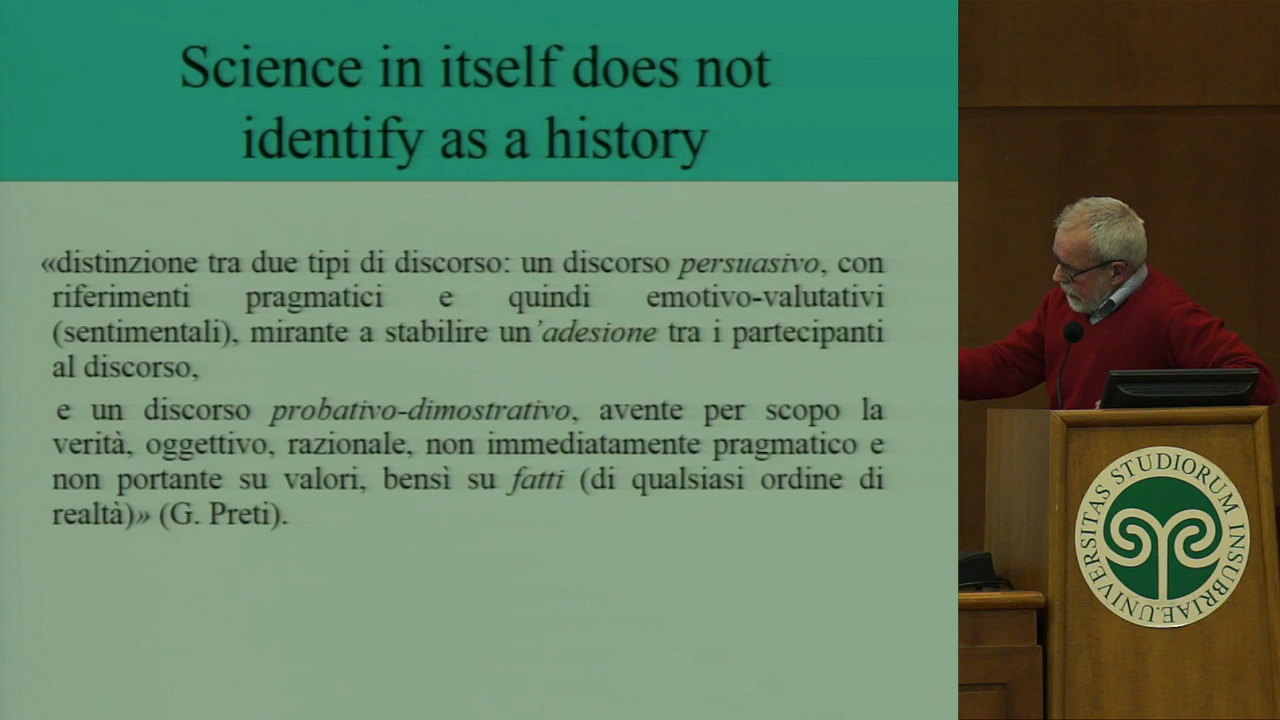 Science in itself does not
identify as a history
«distinzione tra due tipi di discorso: un discorso persuasivo, con
riferimenti pragmatici e quindi emotivo-valutativi
(sentimentali), mirante a stabilire un'adesione tra i partecipanti
al discorso,
e un discorso probativo-dimostrativo, avente per scopo la
verità, oggettivo, razionale, non immediatamente pragmatico e
non portante su valori, bensì su fatti (di qualsiasi ordine di
realtà)» (G. Preti).
UNIVERSITAS STUDIORUM INSUBRIAE